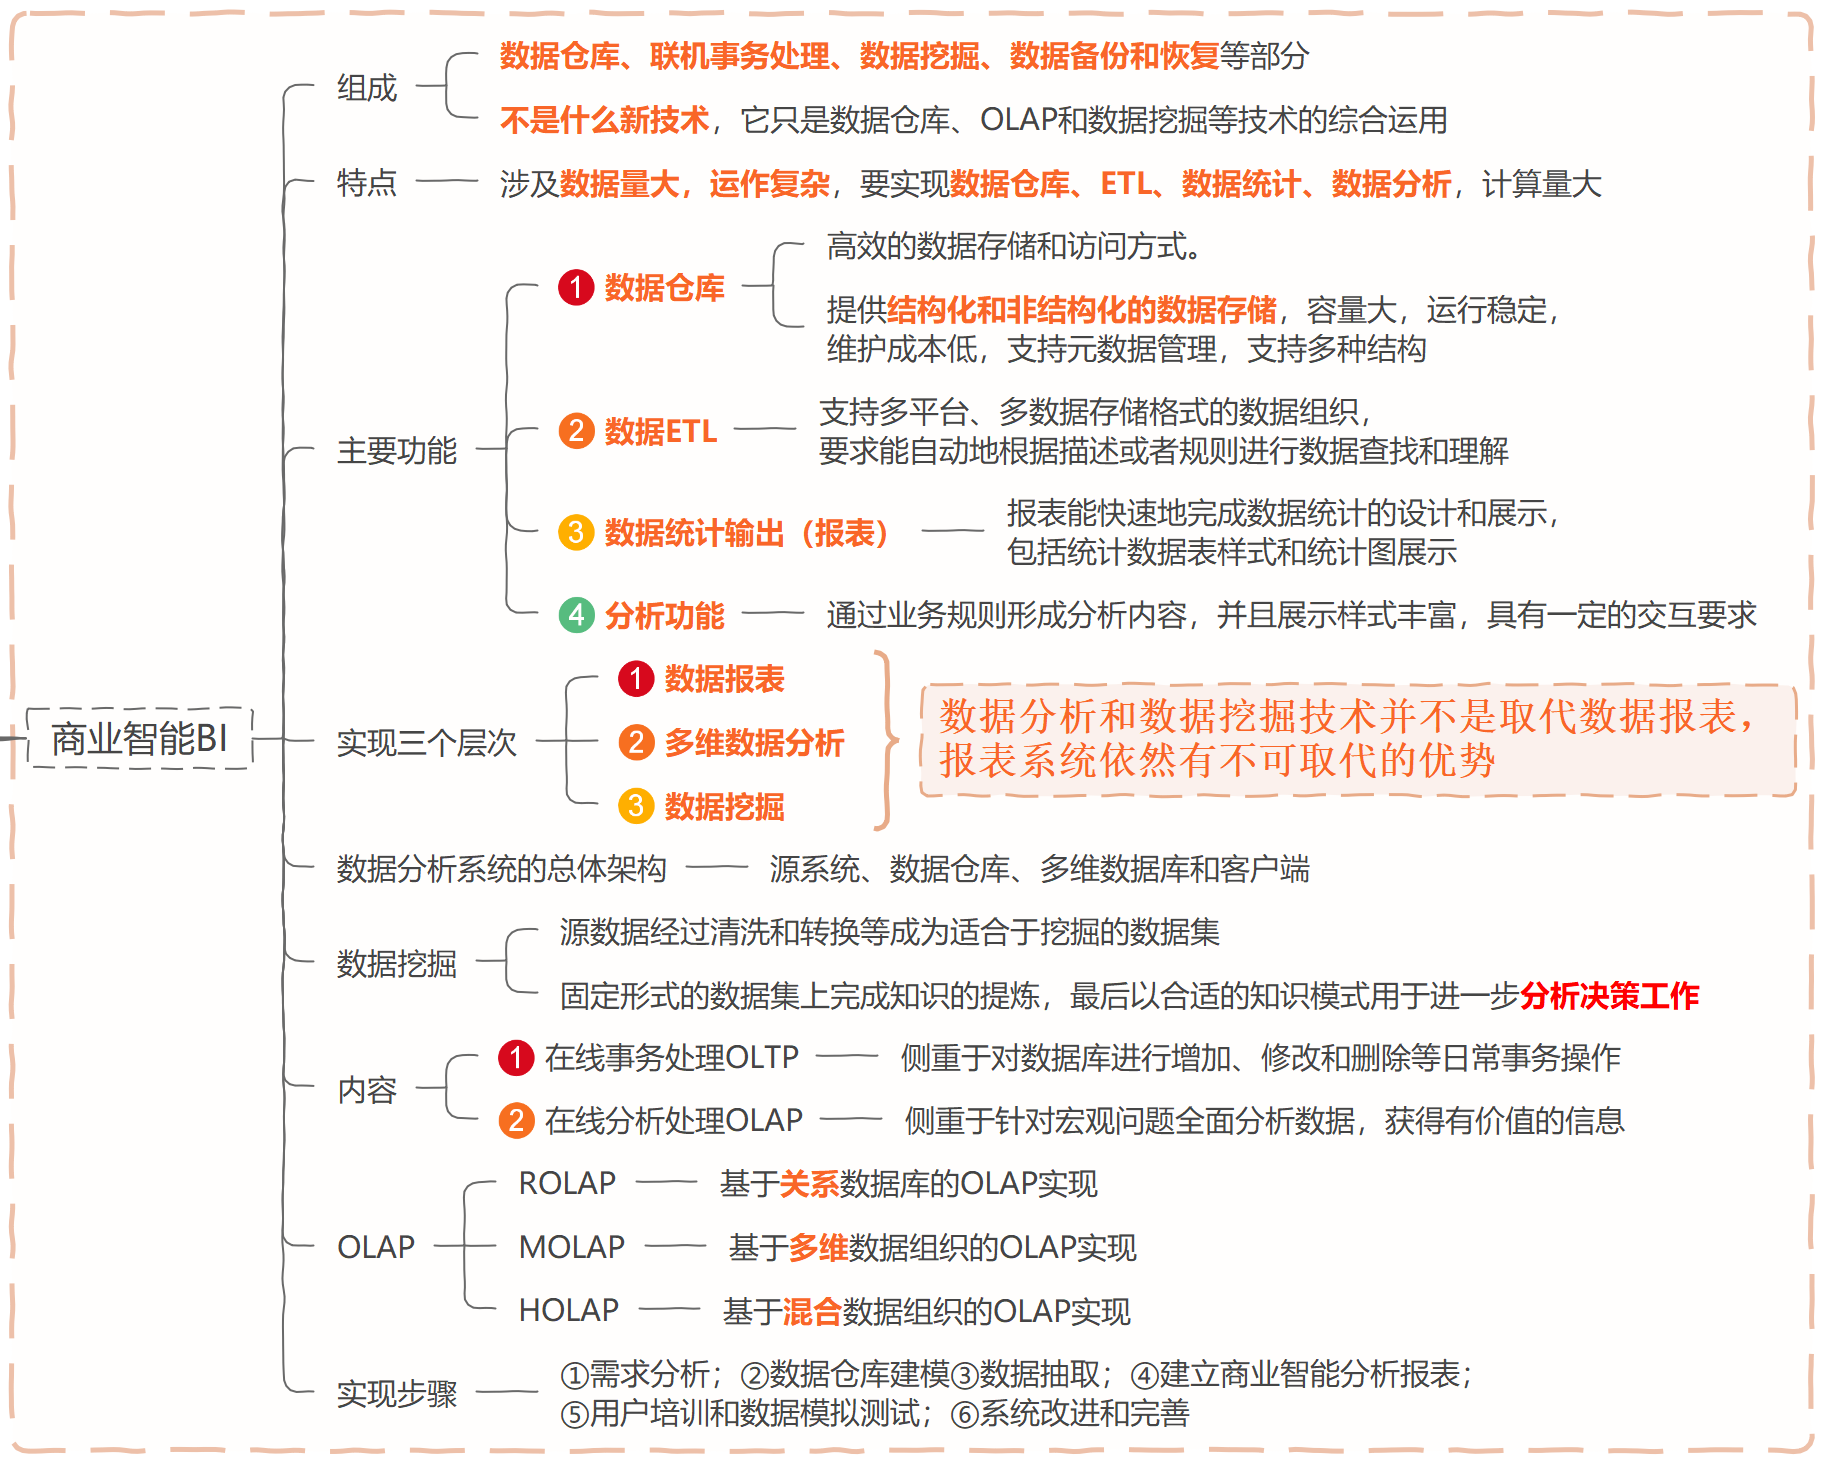 商业智能BI
组成
数据仓库、联机事务处理、数据挖掘、数据备份和恢复等部分
不是什么新技术，它只是数据仓库、OLAP和数据挖掘等技术的综合运用
特点
涉及数据量大，运作复杂，要实现数据仓库、ETL、数据统计、数据分析，计算量大
主要功能
1 数据仓库
高效的数据存储和访问方式。
提供结构化和非结构化的数据存储，容量大，运行稳定，
维护成本低，支持元数据管理，支持多种结构
2 数据ETL
支持多平台、多数据存储格式的数据组织，
要求能自动地根据描述或者规则进行数据查找和理解
3 数据统计输出（报表）
报表能快速地完成数据统计的设计和展示，
包括统计数据表样式和统计图展示
4 分析功能
通过业务规则形成分析内容，并且展示样式丰富，具有一定的交互要求
实现三个层次
1 数据报表
2 多维数据分析
3 数据挖掘
数据分析和数据挖掘技术并不是取代数据报表，
报表系统依然有不可取代的优势
数据分析系统的总体架构
源系统、数据仓库、多维数据库和客户端
数据挖掘
源数据经过清洗和转换等成为适合于挖掘的数据集
固定形式的数据集上完成知识的提炼，最后以合适的知识模式用于进一步分析决策工作
内容
1 在线事务处理OLTP
侧重于对数据库进行增加、修改和删除等日常事务操作
2 在线分析处理OLAP
侧重于针对宏观问题全面分析数据，获得有价值的信息
OLAP
ROLAP
基于关系数据库的OLAP实现
MOLAP
基于多维数据组织的OLAP实现
HOLAP
基于混合数据组织的OLAP实现
实现步骤
①需求分析；②数据仓库建模③数据抽取；④建立商业智能分析报表；
⑤用户培训和数据模拟测试；⑥系统改进和完善